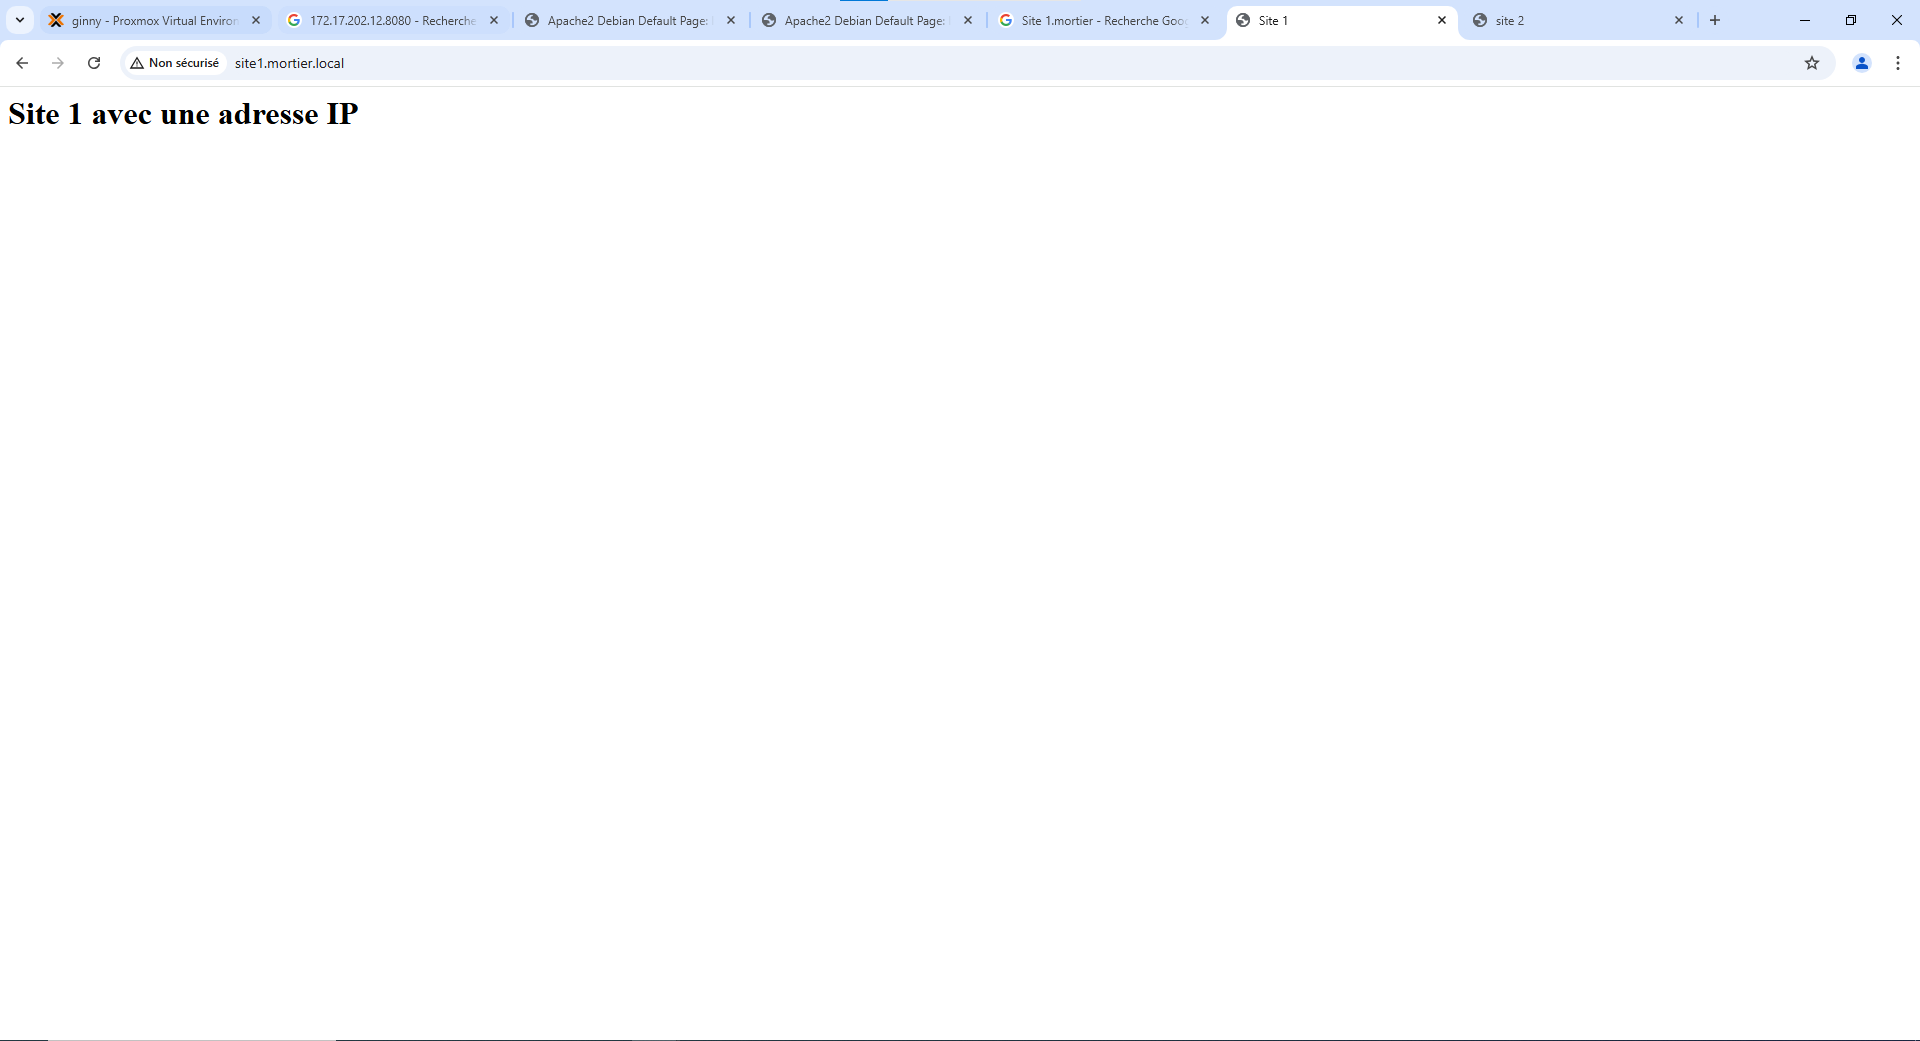 ginny - Proxmox Virtual Environ
172.17.202.12.8080 - Recherche
Apache2 Debian Default Page:
Apache2 Debian Default Page:
Site 1.mortier - Recherche Goo
Site 1
site 2
Non sécurisé
site1.mortier.local
Site 1 avec une adresse IP